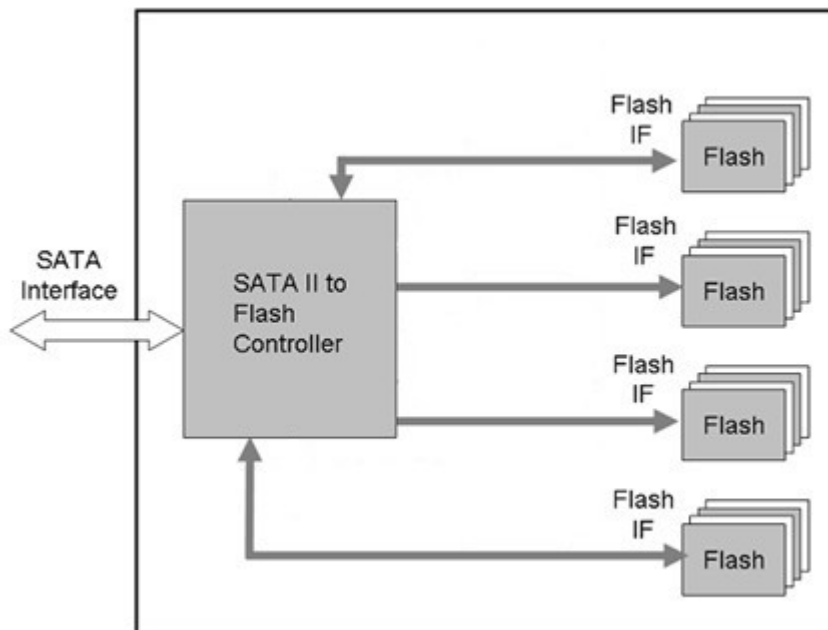 SATA
Interface
SATA II to
Flash
Controller
Flash
IF
Flash
Flash
IF
Flash
Flash
IF
Flash
Flash
IF
Flash